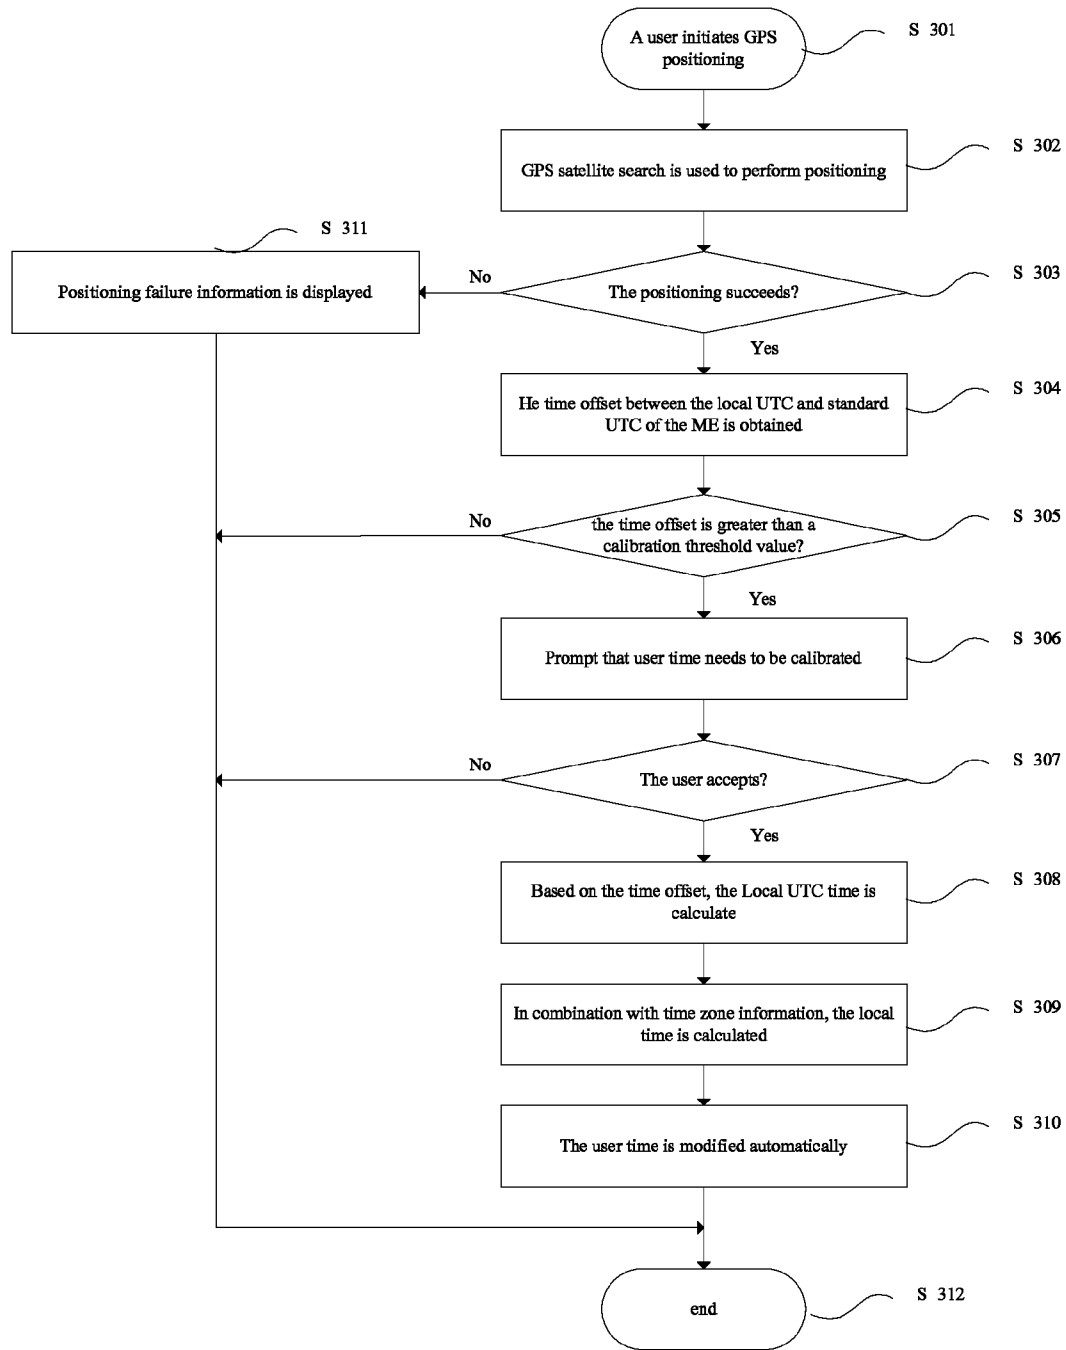 A user initiates GPS
positioning
S 301
GPS satellite search is used to perform positioning
S 302
S 311
Positioning failure information is displayed
No
The positioning succeeds?
S 303
Yes
He time offset between the local UTC and standard
UTC of the ME is obtained
S 304
No
the time offset is greater than a
calibration threshold value?
S 305
Yes
Prompt that user time needs to be calibrated
S 306
No
The user accepts?
S 307
Yes
Based on the time offset, the Local UTC time is
calculate
S 308
In combination with time zone information, the local
time is calculated
S 309
The user time is modified automatically
S 310
end
S 312